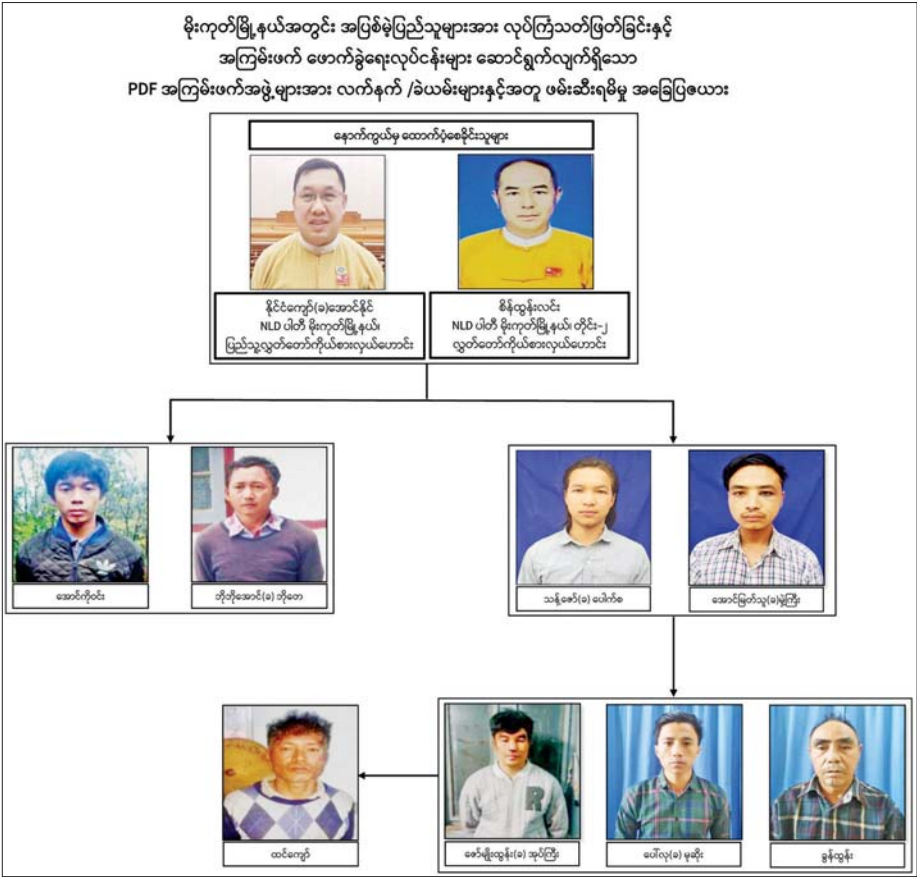 မိုးကုတ်မြို့နယ်အတွင်း အပြစ်မဲ့ပြည်သူများအား လုပ်ကြံသတ်ဖြတ်ခြင်းနှင့်
အကြမ်းဖက် ဖောက်ခွဲရေးလုပ်ငန်းများ ဆောင်ရွက်လျက်ရှိသော
PDF အကြမ်းဖက်အဖွဲ့များအား လက်နက် /ခဲယမ်းများနှင့်အတူ ဖမ်းဆီးရမိမှု အခြေပြဇယား
နောက်ကွယ်မှ ထောက်ပံ့စေခိုင်းသူများ
နိုင်ငံကျော်(ခ)အောင်နိုင်
NLD ပါတီ မိုးကုတ်မြို့နယ်၊
ပြည်သူ့လွှတ်တော်ကိုယ်စားလှယ်ဟောင်း
စိန်ထွန်းလင်း
NLD ပါတီ မိုးကုတ်မြို့နယ်၊ တိုင်း-၂
လွှတ်တော်ကိုယ်စားလှယ်ဟောင်း
အောင်ကိုဝင်း
ဘိုဘိုအောင်(ခ) ဘိုတေ
သန့်ဇော်(ခ) ပေါက်စ
အောင်မြတ်သူ(ခ)မှဲ့ကြီး
ထင်ကျော်
ဇော်မျိုးထွန်း(ခ) အုပ်ကြီး
ပေါ်လှ(ခ) မုဆိုး
ခွန်ထွန်း